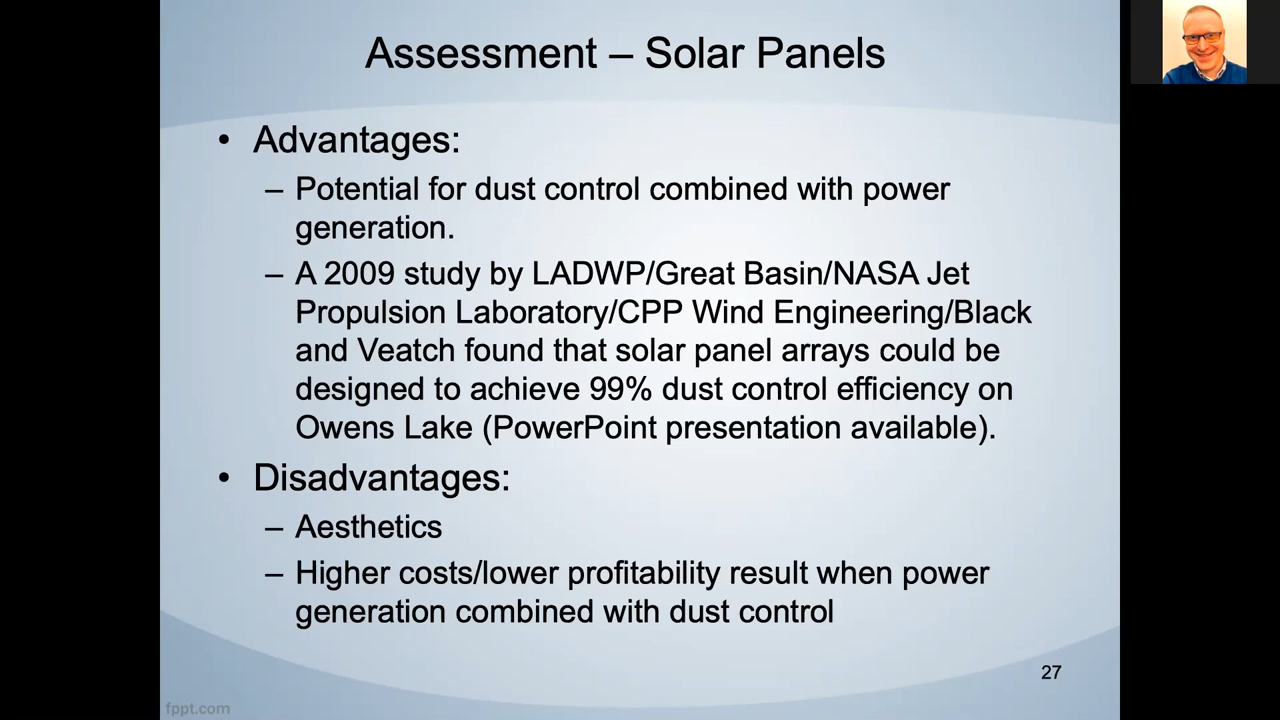 Assessment – Solar Panels
• Advantages:
– Potential for dust control combined with power
generation.
– A 2009 study by LADWP/Great Basin/NASA Jet
Propulsion Laboratory/CPP Wind Engineering/Black
and Veatch found that solar panel arrays could be
designed to achieve 99% dust control efficiency on
Owens Lake (PowerPoint presentation available).
• Disadvantages:
– Aesthetics
– Higher costs/lower profitability result when power
generation combined with dust control
27
fppt.com